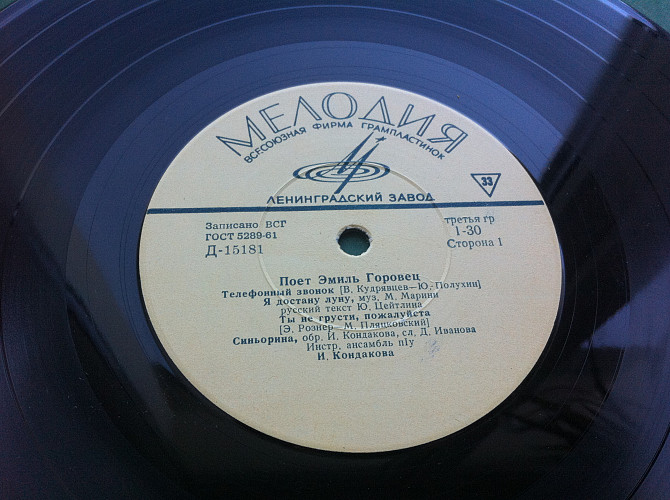 МЕЛОДИЯ
ВСЕСОЮЗНАЯ ФИРМА ГРАМПЛАСТИНОК
ЛЕНИНГРАДСКИЙ ЗАВОД
33
Записано ВСГ
ГОСТ 5289-61
Д-15181
третья гр
1-30
Сторона 1
Поет Эмиль Горовец
Телефонный звонок [В. Кудрявцев—Ю. Полухин]
Я достану луну, муз. М. Марини
русский текст Ю. Цейтлина
Ты не грусти, пожалуйста
[Э. Рознер—М. Пляцковский]
Синьорина, обр. И. Кондакова, сл. Д. Иванова
Инстр. ансамбль п/у
И. Кондакова